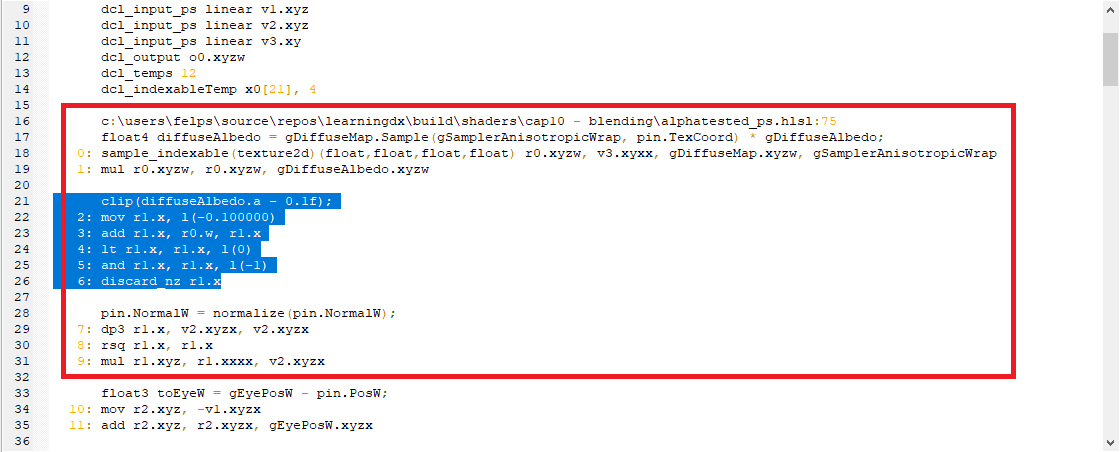 9 dcl_input_ps linear v1.xyz
10 dcl_input_ps linear v2.xyz
11 dcl_input_ps linear v3.xy
12 dcl_output o0.xyzw
13 dcl_temps 12
14 dcl_indexableTemp x0[21], 4
15
16 c:\users\felps\source\repos\learningdx\build\shaders\cap10 - blending\alphatested_ps.hlsl:75
17 float4 diffuseAlbedo = gDiffuseMap.Sample(gSamplerAnisotropicWrap, pin.TexCoord) * gDiffuseAlbedo;
18 0: sample_indexable(texture2d)(float,float,float,float) r0.xyzw, v3.xyxx, gDiffuseMap.xyzw, gSamplerAnisotropicWrap
19 1: mul r0.xyzw, r0.xyzw, gDiffuseAlbedo.xyzw
20
21 clip(diffuseAlbedo.a - 0.1f);
22 2: mov r1.x, l(-0.100000)
23 3: add r1.x, r0.w, r1.x
24 4: lt r1.x, r1.x, l(0)
25 5: and r1.x, r1.x, l(-1)
26 6: discard_nz r1.x
27
28 pin.NormalW = normalize(pin.NormalW);
29 7: dp3 r1.x, v2.xyzx, v2.xyzx
30 8: rsq r1.x, r1.x
31 9: mul r1.xyz, r1.xxxx, v2.xyzx
32
33 float3 toEyeW = gEyePosW - pin.PosW;
34 10: mov r2.xyz, -v1.xyzx
35 11: add r2.xyz, r2.xyzx, gEyePosW.xyzx
36